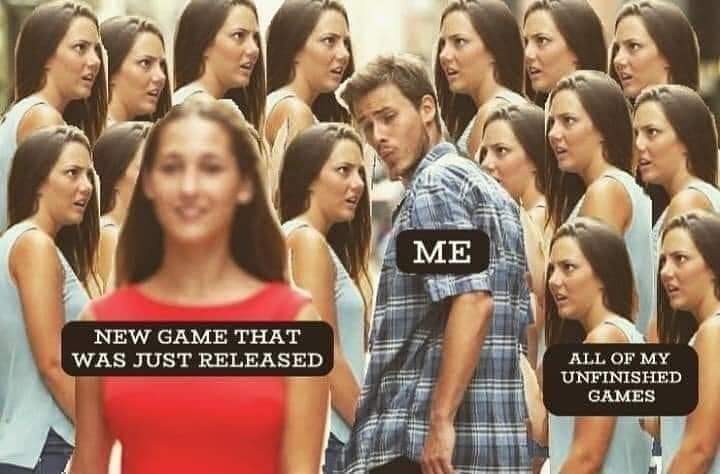 NEW GAME THAT
WAS JUST RELEASED
ME
ALL OF MY
UNFINISHED
GAMES